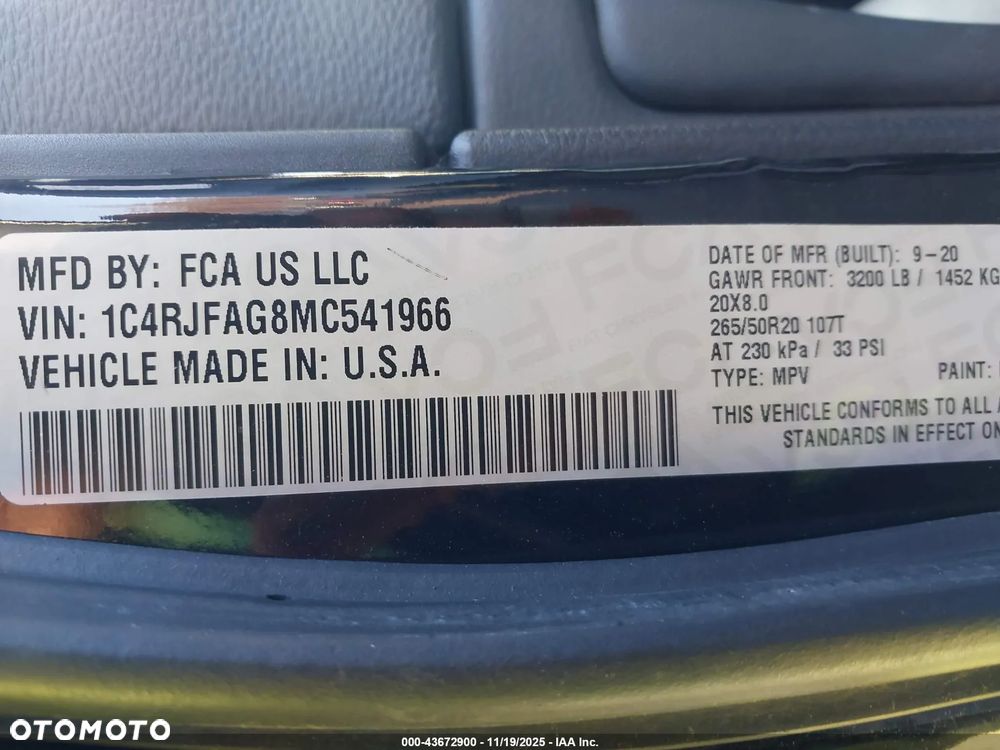 MFD BY: FCA US LLC
VIN: 1C4RJFAG8MC541966
VEHICLE MADE IN: U.S.A.
DATE OF MFR (BUILT): 9-20
GAWR FRONT: 3200 LB / 1452 KG
20X8.0
265/50R20 107T
AT 230 kPa / 33 PSI
TYPE: MPV PAINT:
THIS VEHICLE CONFORMS TO ALL
STANDARDS IN EFFECT ON
OTOMOTO
000-43672900 - 11/19/2025 - IAA Inc.